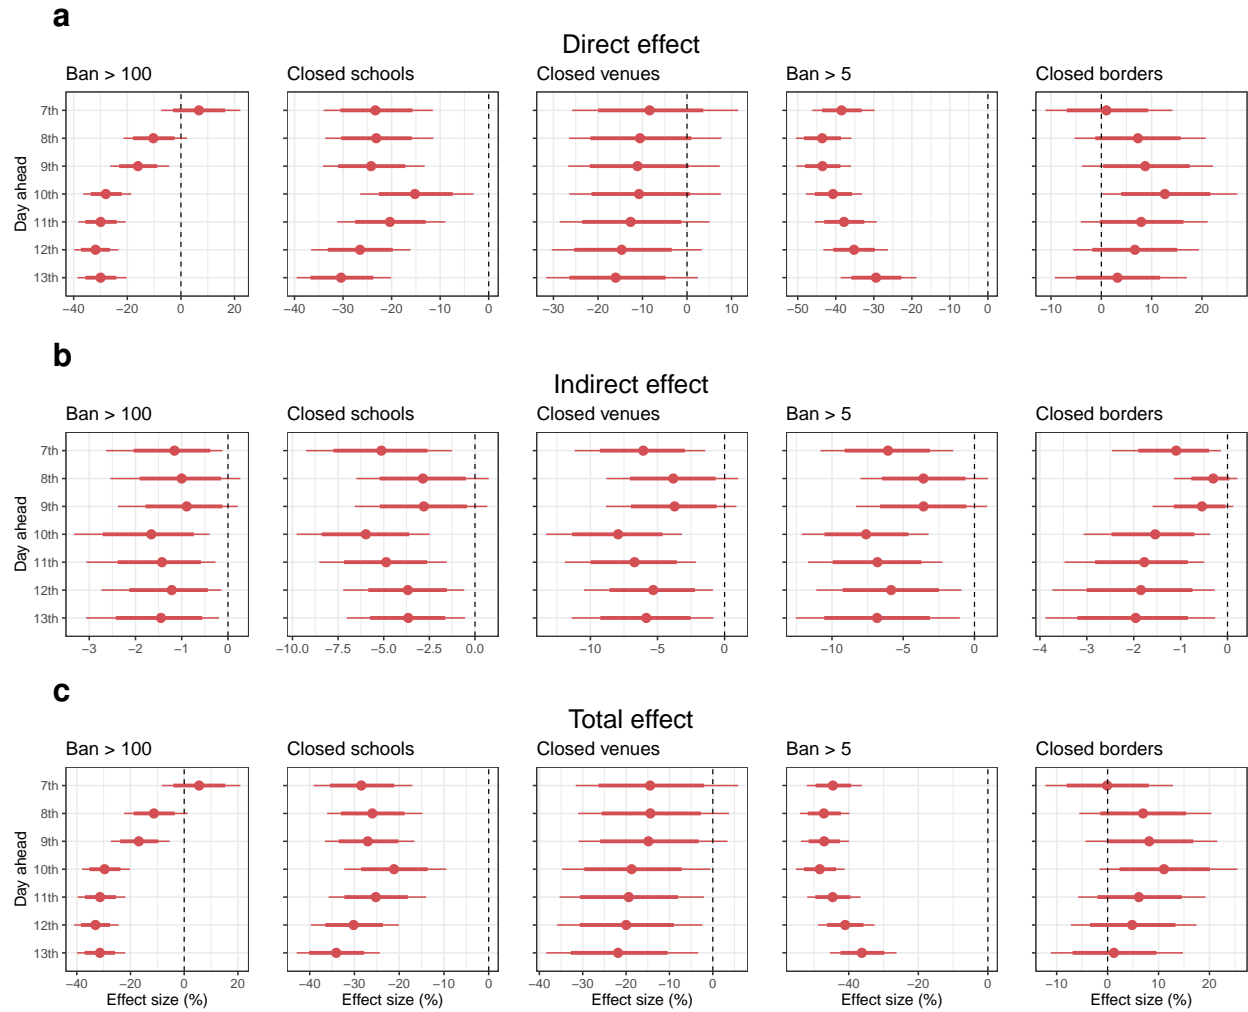 a
Direct effect
Ban > 100
Closed schools
Closed venues
Ban > 5
Closed borders
Day ahead
7th
8th
9th
10th
11th
12th
13th
−40 −20 0 20
−40 −30 −20 −10 0
−30 −20 −10 0 10
−50 −40 −30 −20 −10 0
−10 0 10 20
b
Indirect effect
Ban > 100
Closed schools
Closed venues
Ban > 5
Closed borders
Day ahead
7th
8th
9th
10th
11th
12th
13th
−3 −2 −1 0
−10.0 −7.5 −5.0 −2.5 0.0
−10 −5 0
−10 −5 0
−4 −3 −2 −1 0
c
Total effect
Ban > 100
Closed schools
Closed venues
Ban > 5
Closed borders
Day ahead
7th
8th
9th
10th
11th
12th
13th
−40 −20 0 20
−40 −30 −20 −10 0
−40 −30 −20 −10 0
−40 −20 0
−10 0 10 20
Effect size (%)
Effect size (%)
Effect size (%)
Effect size (%)
Effect size (%)